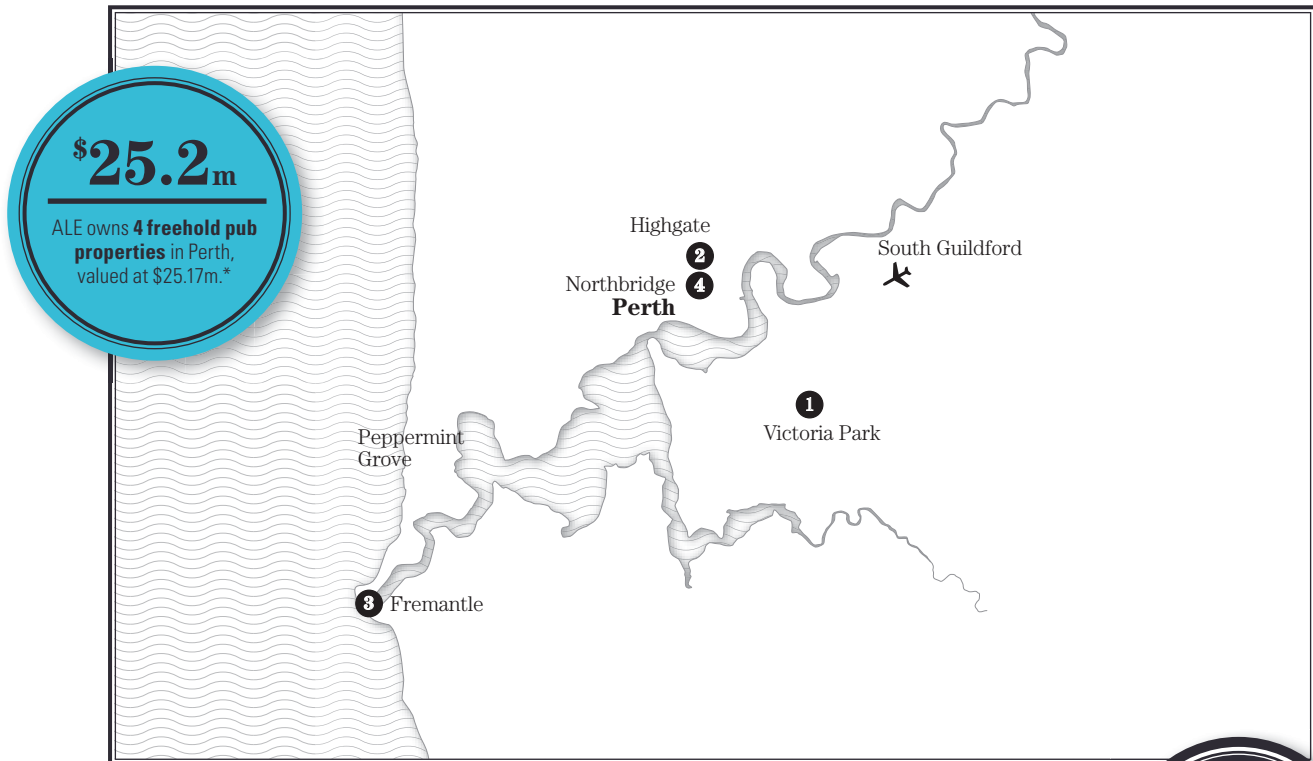 $25.2m
ALE owns 4 freehold pub
properties in Perth,
valued at $25.17m.*
Highgate
2
South Guildford
Northbridge 4
Perth
1
Victoria Park
Peppermint
Grove
3 Fremantle